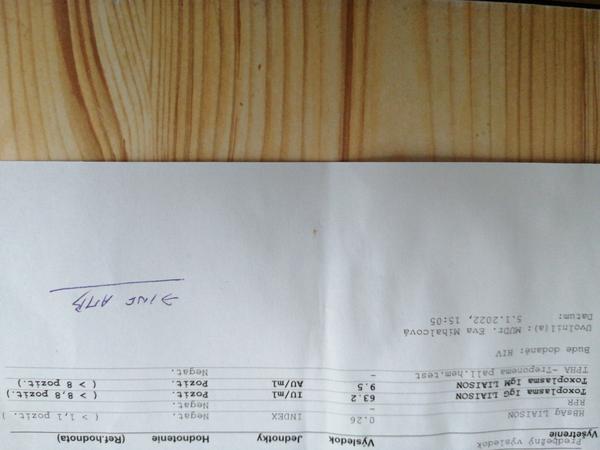 Predbežný výsledok
Vyšetrenie Výsledok Jednotky Hodnotenie (Ref.hodnota)
HBsAg LIAISON 0.26 INDEX Negat. ( > 1,1 pozit. )
RPR - Negat.
Toxoplasma IgG LIAISON 63.2 IU/ml Pozit. ( > 8,8 pozit.)
Toxoplasma IgM LIAISON 9.5 AU/ml Pozit. ( > 8 pozit.)
TPHA -Treponema pall.hem.test - Negat.
Bude dodané: HIV
Uvolnil(a): MUDr. Eva Mihalcová
Datum: 5.1.2022, 15:05